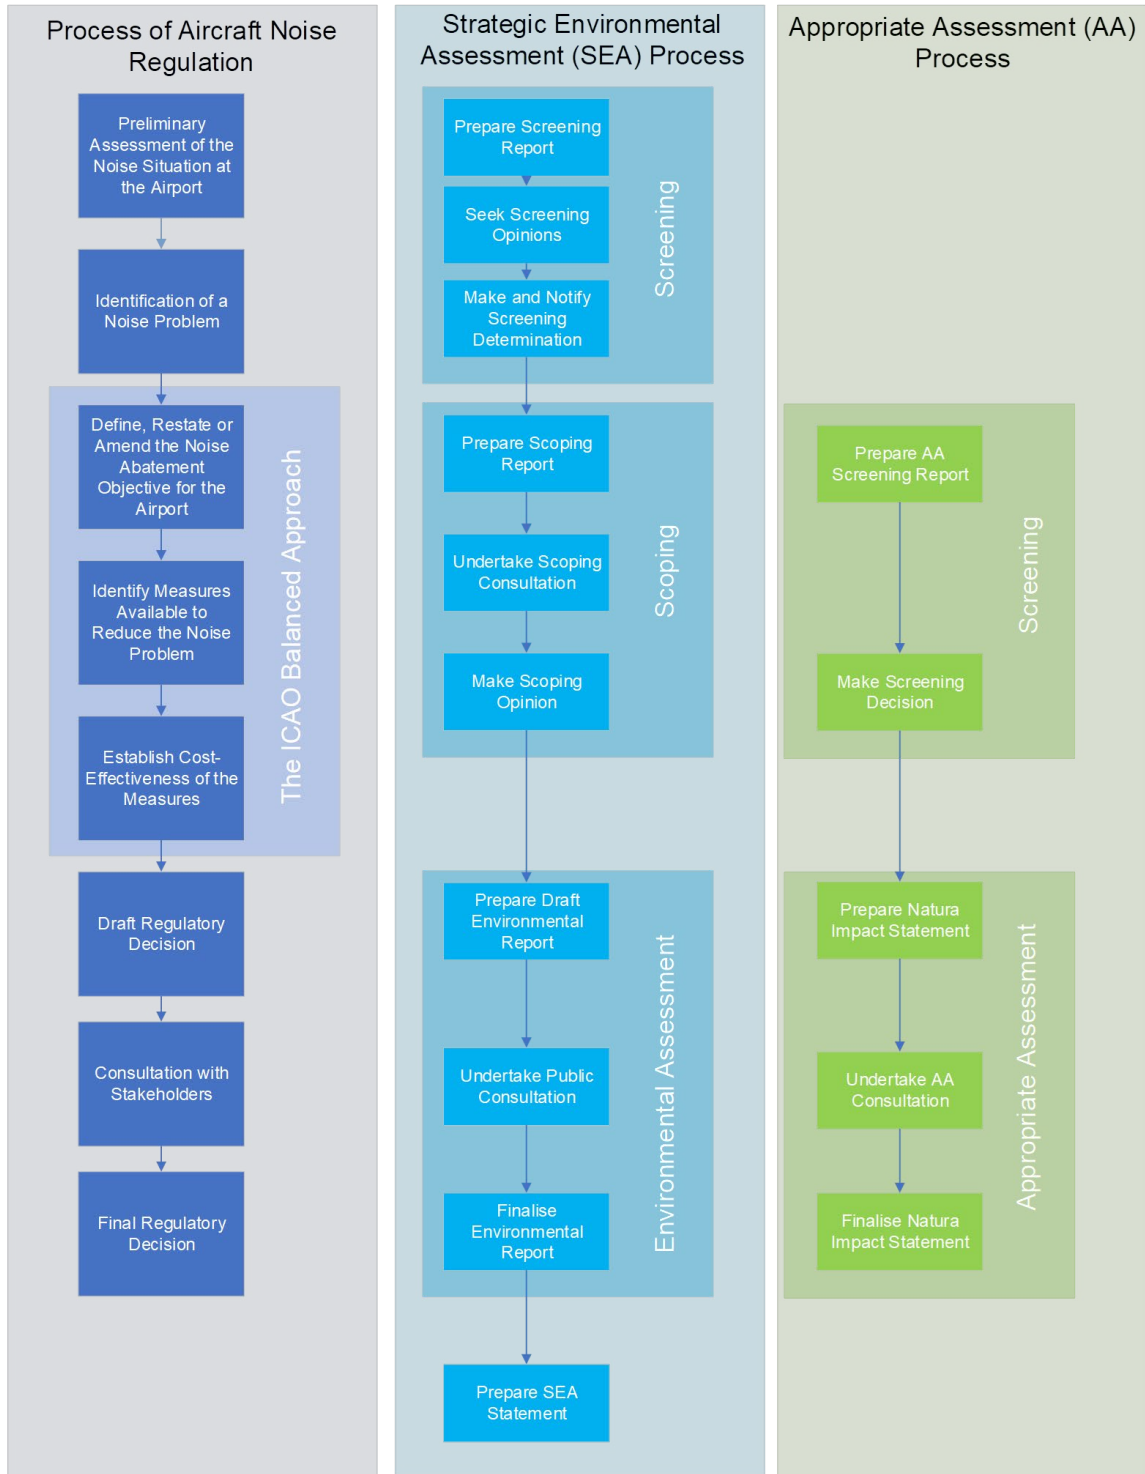 Process of Aircraft Noise
Regulation
Preliminary
Assessment of the
Noise Situation at
the Airport
Identification of a
Noise Problem
Define, Restate or
Amend the Noise
Abatement
Objective for the
Airport
Identify Measures
Available to
Reduce the Noise
Problem
Establish Cost-
Effectiveness of the
Measures
The ICAO Balanced Approach
Draft Regulatory
Decision
Consultation with
Stakeholders
Final Regulatory
Decision
Strategic Environmental
Assessment (SEA) Process
Prepare Screening
Report
Seek Screening
Opinions
Make and Notify
Screening
Determination
Screening
Prepare Scoping
Report
Undertake Scoping
Consultation
Make Scoping
Opinion
Scoping
Prepare Draft
Environmental
Report
Undertake Public
Consultation
Finalise
Environmental
Report
Environmental Assessment
Prepare SEA
Statement
Appropriate Assessment (AA)
Process
Prepare AA
Screening Report
Make Screening
Decision
Screening
Prepare Natura
Impact Statement
Undertake AA
Consultation
Finalise Natura
Impact Statement
Appropriate Assessment